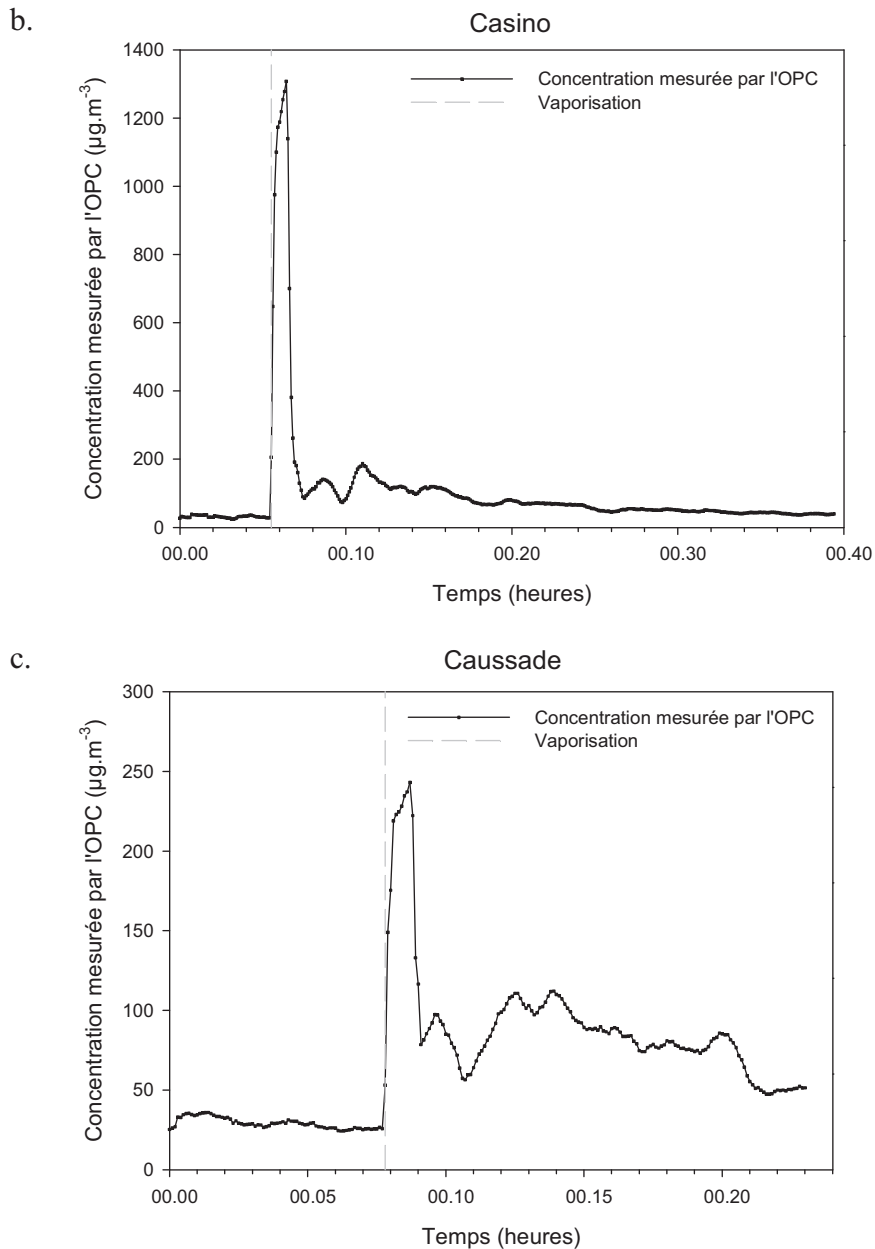 b.
Casino
Concentration mesurée par l'OPC (µg.m-3)
1400
1200
1000
800
600
400
200
0
Concentration mesurée par l'OPC
Vaporisation
00.00
00.10
00.20
00.30
00.40
Temps (heures)
c.
Caussade
Concentration mesurée par l'OPC (µg.m-3)
300
250
200
150
100
50
0
Concentration mesurée par l'OPC
Vaporisation
00.00
00.05
00.10
00.15
00.20
Temps (heures)